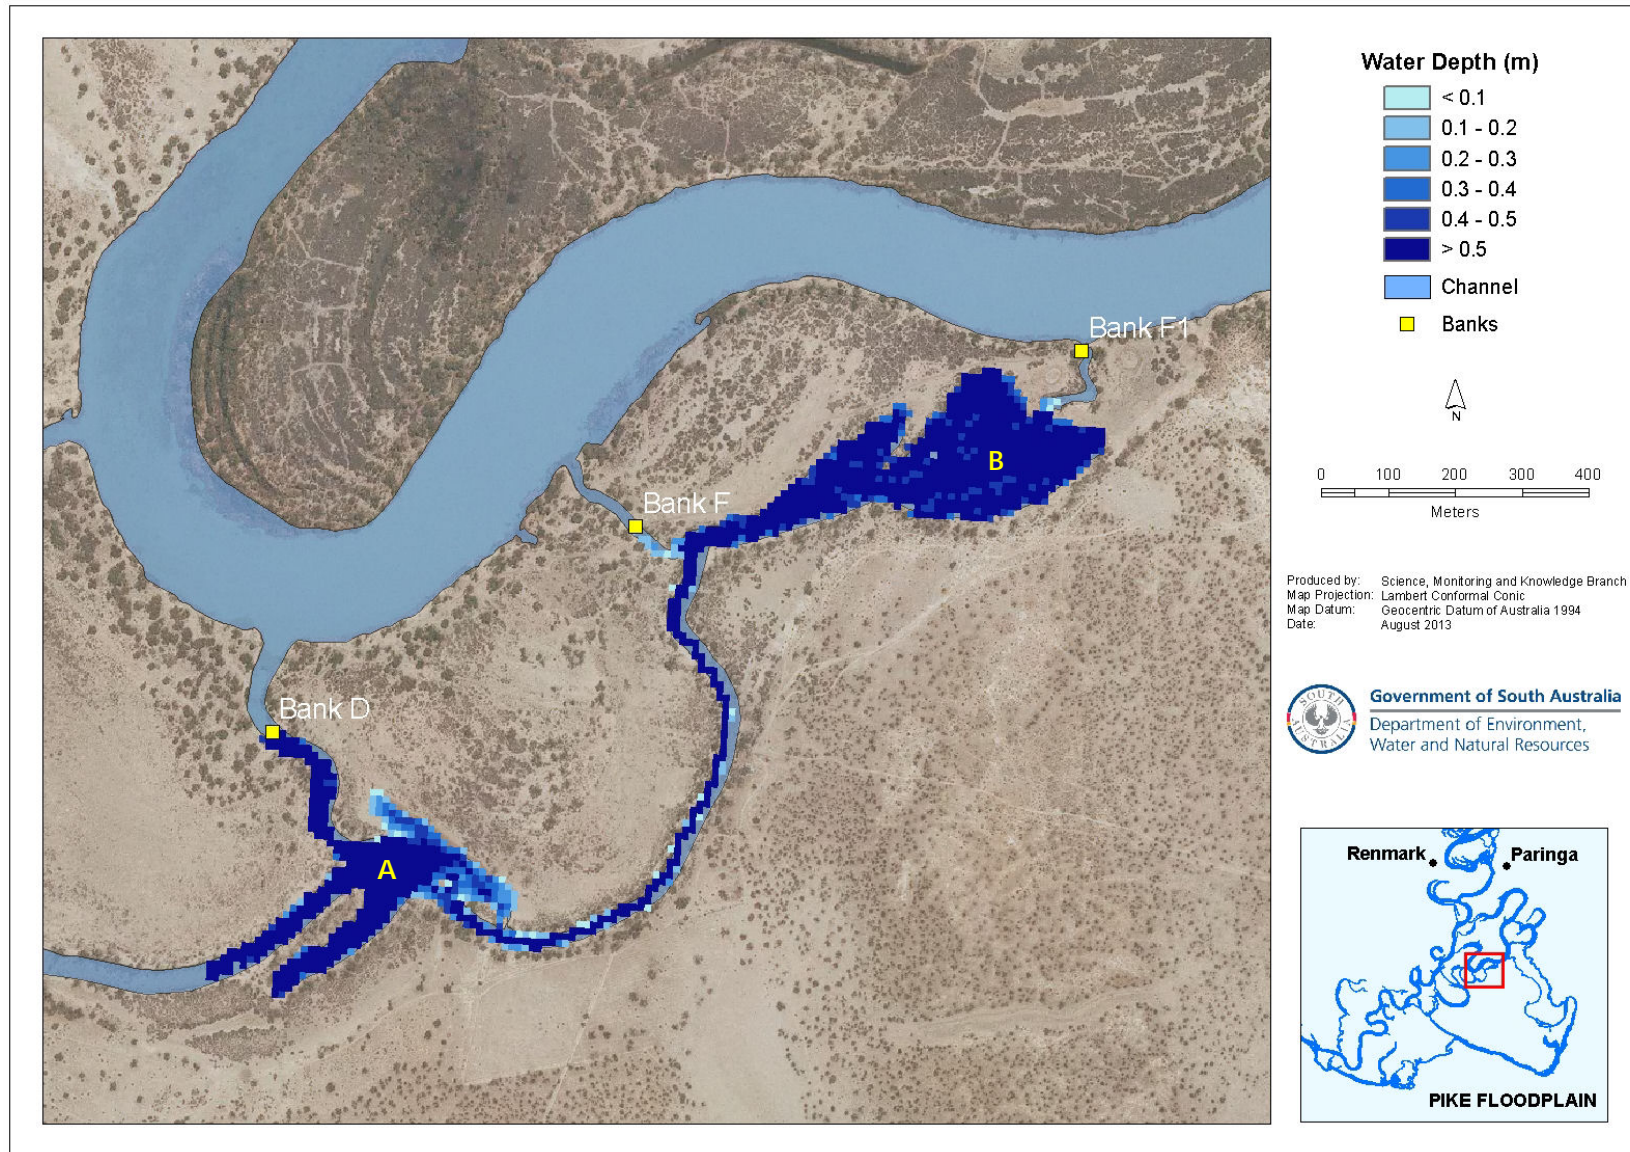 Bank F1
B
Bank F
Bank D
A
Water Depth (m)
< 0.1
0.1 - 0.2
0.2 - 0.3
0.3 - 0.4
0.4 - 0.5
> 0.5
Channel
Banks
N
0 100 200 300 400
Meters
Produced by: Science, Monitoring and Knowledge Branch
Map Projection: Lambert Conformal Conic
Map Datum: Geocentric Datum of Australia 1994
Date: August 2013
SOUTH AUSTRALIA
Government of South Australia
Department of Environment,
Water and Natural Resources
Renmark Paringa
PIKE FLOODPLAIN